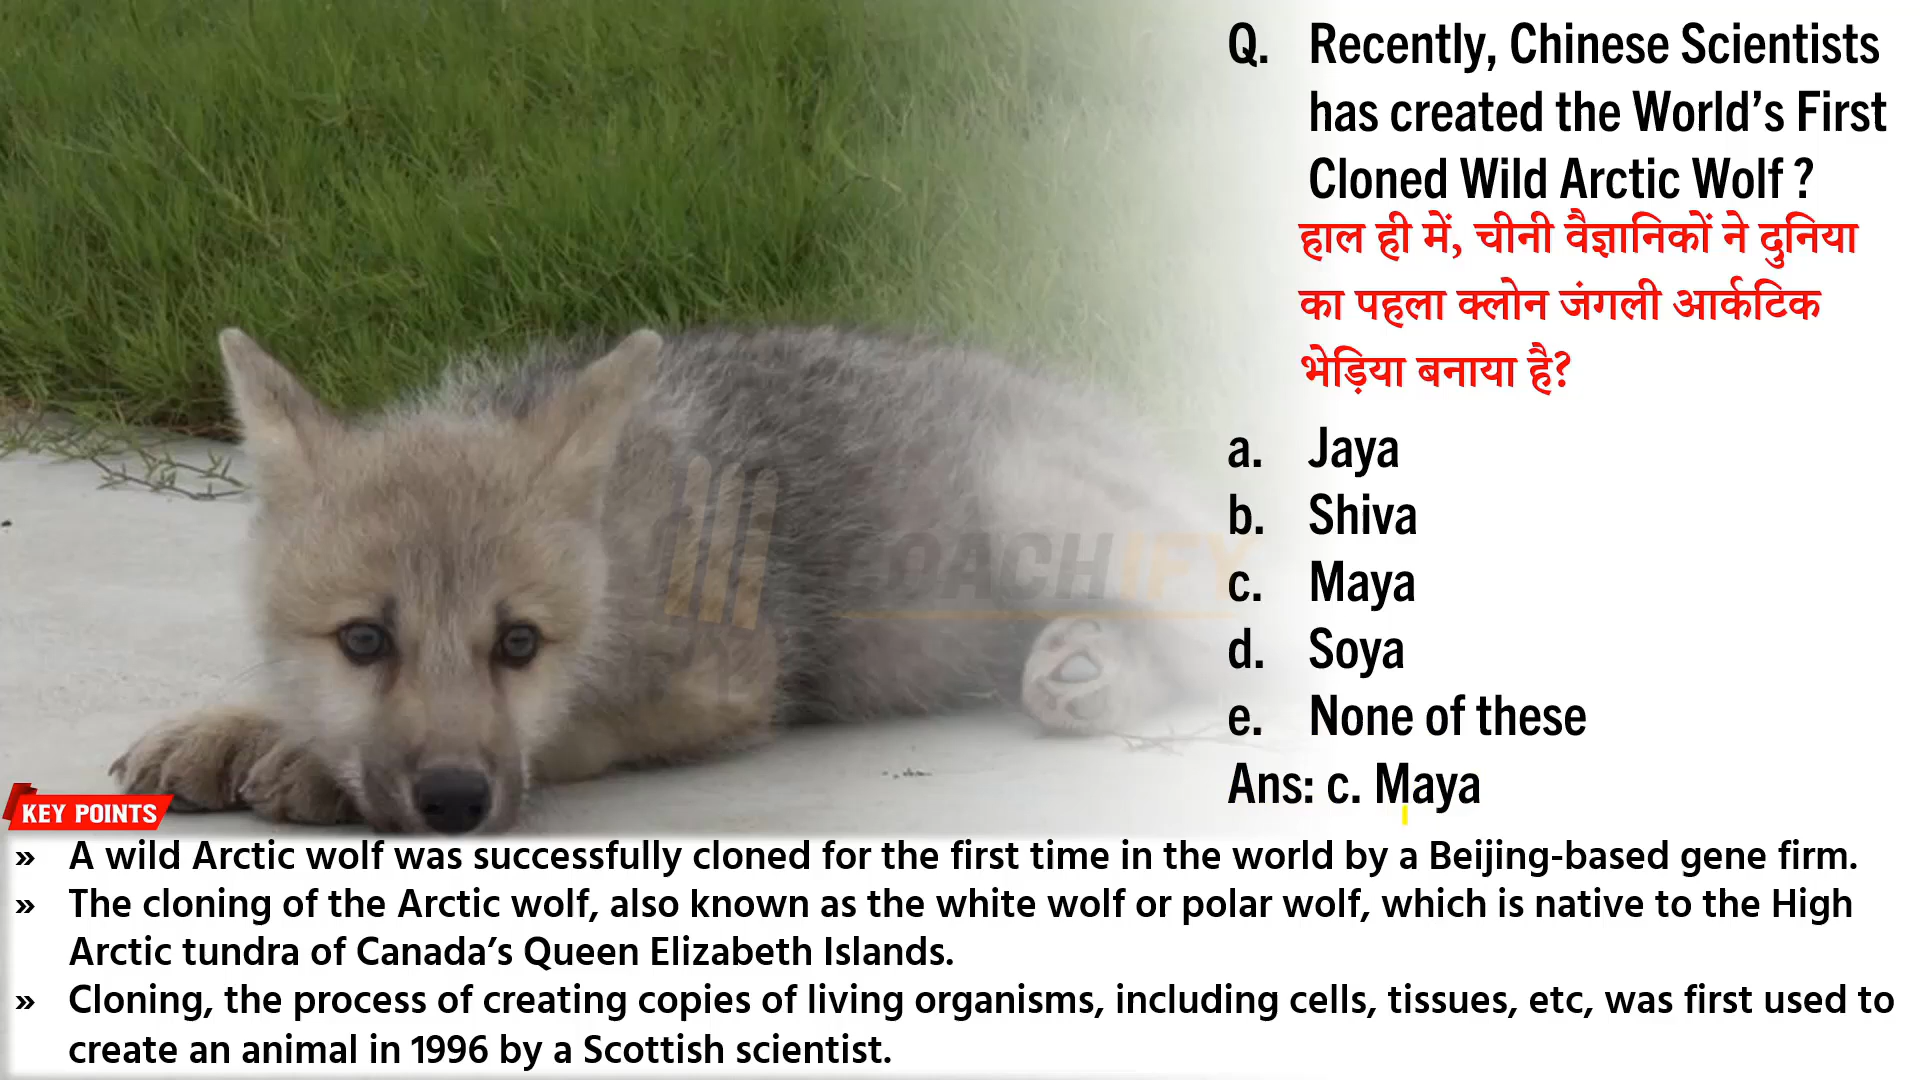 Q. Recently, Chinese Scientists
has created the World’s First
Cloned Wild Arctic Wolf ?
हाल ही में, चीनी वैज्ञानिकों ने दुनिया
का पहला क्लोन जंगली आर्कटिक
भेड़िया बनाया है?
a. Jaya
b. Shiva
c. Maya
d. Soya
e. None of these
Ans: c. Maya
COACHIFY
KEY POINTS
» A wild Arctic wolf was successfully cloned for the first time in the world by a Beijing-based gene firm.
» The cloning of the Arctic wolf, also known as the white wolf or polar wolf, which is native to the High
Arctic tundra of Canada’s Queen Elizabeth Islands.
» Cloning, the process of creating copies of living organisms, including cells, tissues, etc, was first used to
create an animal in 1996 by a Scottish scientist.